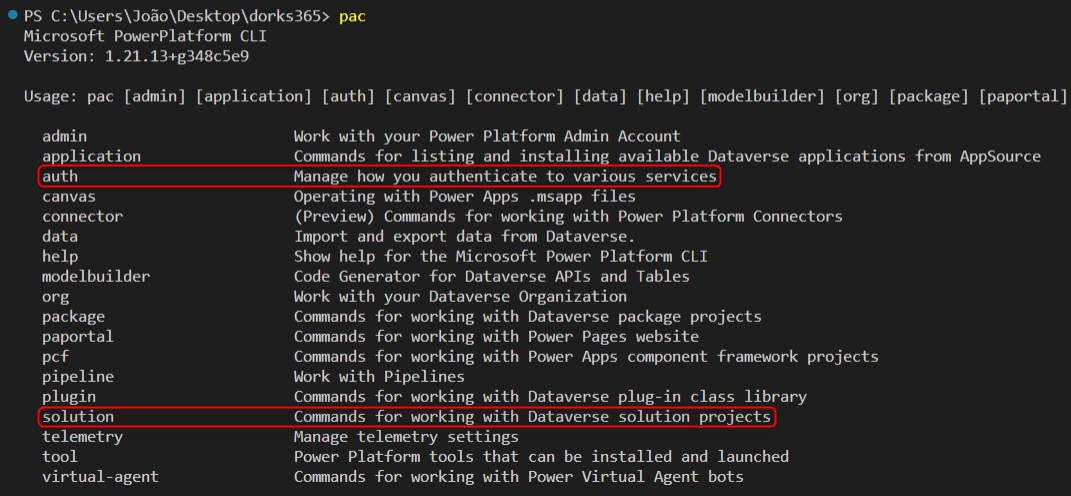 PS C:\Users\João\Desktop\dorks365> pac
Microsoft PowerPlatform CLI
Version: 1.21.13+g348c5e9
Usage: pac [admin] [application] [auth] [canvas] [connector] [data] [help] [modelbuilder] [org] [package] [paportal]
admin Work with your Power Platform Admin Account
application Commands for listing and installing available Dataverse applications from AppSource
auth Manage how you authenticate to various services
canvas Operating with Power Apps .msapp files
connector (Preview) Commands for working with Power Platform Connectors
data Import and export data from Dataverse.
help Show help for the Microsoft Power Platform CLI
modelbuilder Code Generator for Dataverse APIs and Tables
org Work with your Dataverse Organization
package Commands for working with Dataverse package projects
paportal Commands for working with Power Pages website
pcf Commands for working with Power Apps component framework projects
pipeline Work with Pipelines
plugin Commands for working with Dataverse plug-in class library
solution Commands for working with Dataverse solution projects
telemetry Manage telemetry settings
tool Power Platform tools that can be installed and launched
virtual-agent Commands for working with Power Virtual Agent bots